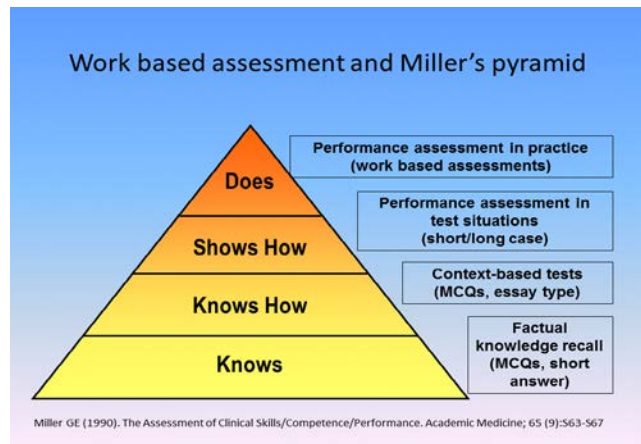 Work based assessment and Miller's pyramid
Does
Performance assessment in practice
(work based assessments)
Shows How
Performance assessment in
test situations
(short/long case)
Knows How
Context-based tests
(MCQs, essay type)
Knows
Factual
knowledge recall
(MCQs, short
answer)
Miller GE (1990). The Assessment of Clinical Skills/Competence/Performance. Academic Medicine; 65 (9):S63-S67